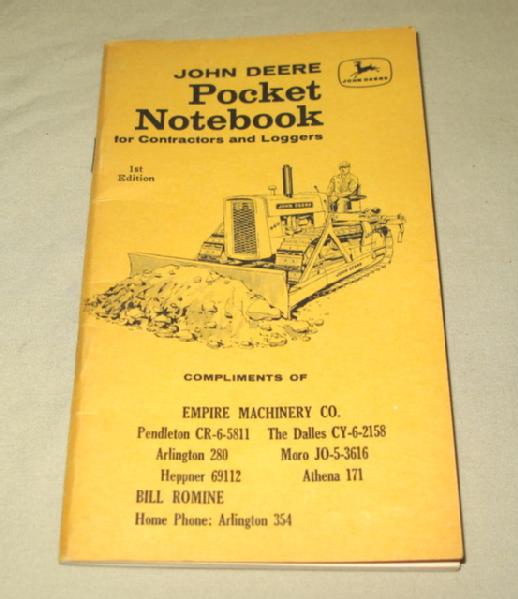 JOHN DEERE
Pocket
Notebook
for Contractors and Loggers
JOHN DEERE
1st
Edition
JOHN DEERE
JOHN DEERE
COMPLIMENTS OF
EMPIRE MACHINERY CO.
Pendleton CR-6-5811 The Dalles CY-6-2158
Arlington 280 Moro JO-5-3616
Heppner 69112 Athena 171
BILL ROMINE
Home Phone: Arlington 354